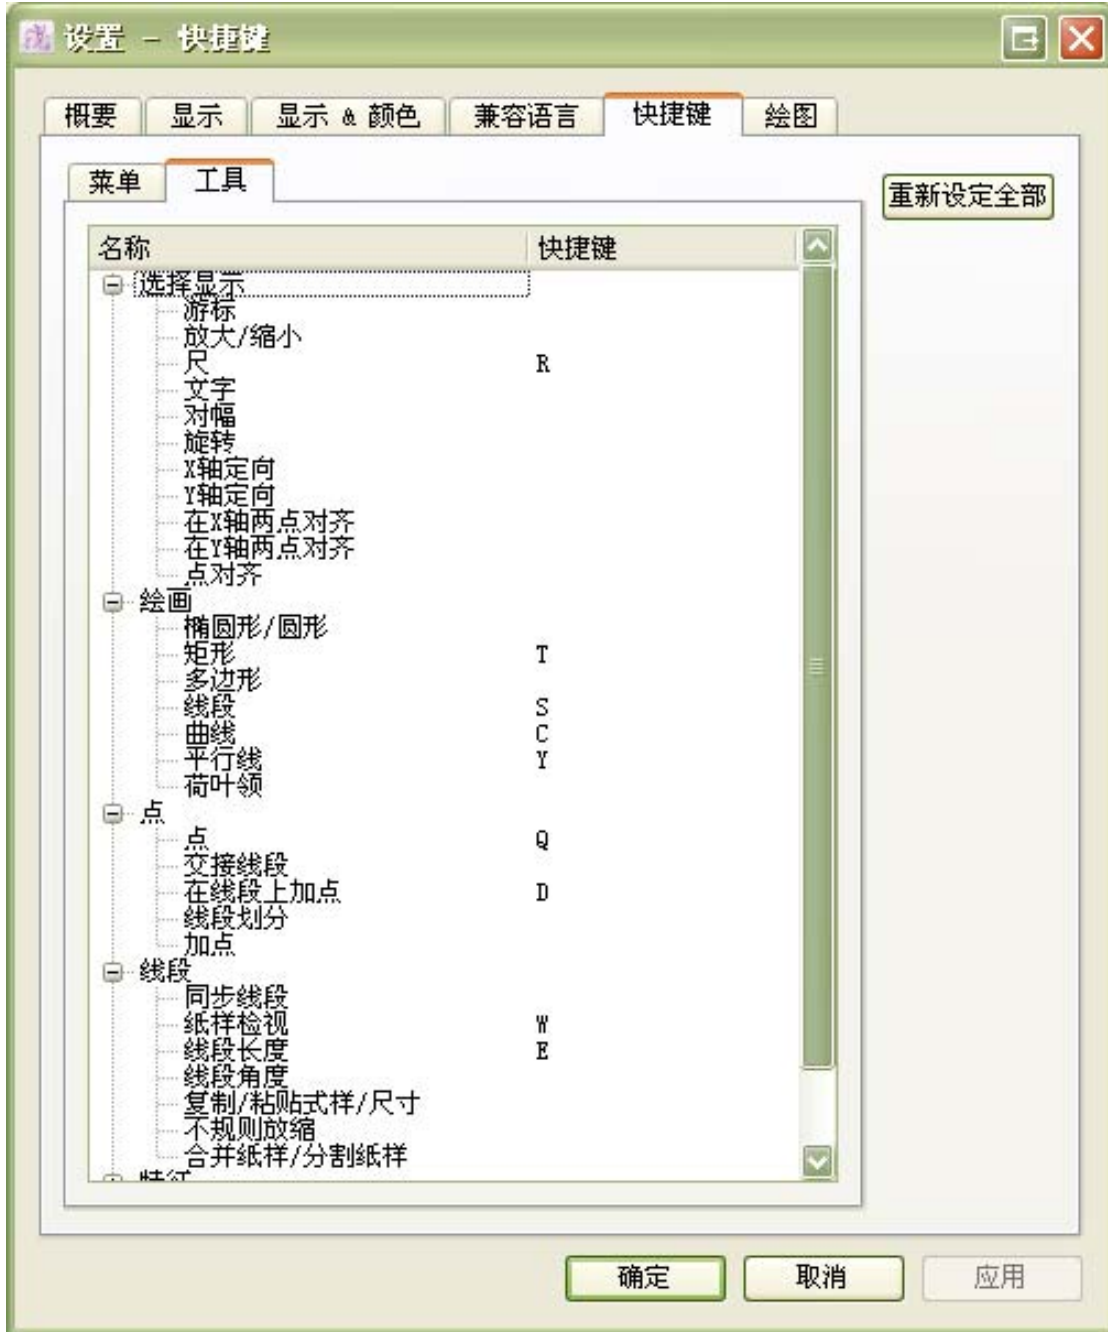 设置 - 快捷键
概要 显示 显示 & 颜色 兼容语言 快捷键 绘图
菜单 工具
重新设定全部
名称 快捷键
选择显示
游标
放大/缩小
尺 R
文字
对幅
旋转
X轴定向
Y轴定向
在X轴两点对齐
在Y轴两点对齐
点对齐
绘画
椭圆形/圆形
矩形 T
多边形
线段 S
曲线 C
平行线 Y
荷叶领
点
点 Q
交接线段
在线段上加点 D
线段划分
加点
线段
同步线段
纸样检视 W
线段长度 E
线段角度
复制/粘贴式样/尺寸
不规则放缩
合并纸样/分割纸样
特征
确定 取消 应用